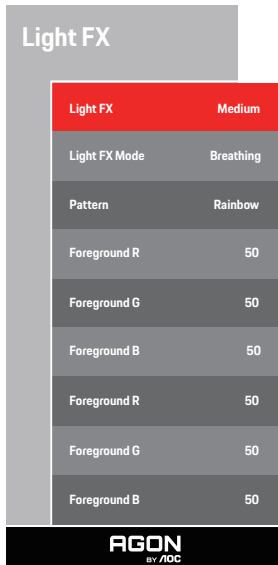 Light FX
Light FX Medium
Light FX Mode Breathing
Pattern Rainbow
Foreground R 50
Foreground G 50
Foreground B 50
Foreground R 50
Foreground G 50
Foreground B 50
AGON
BY AOC